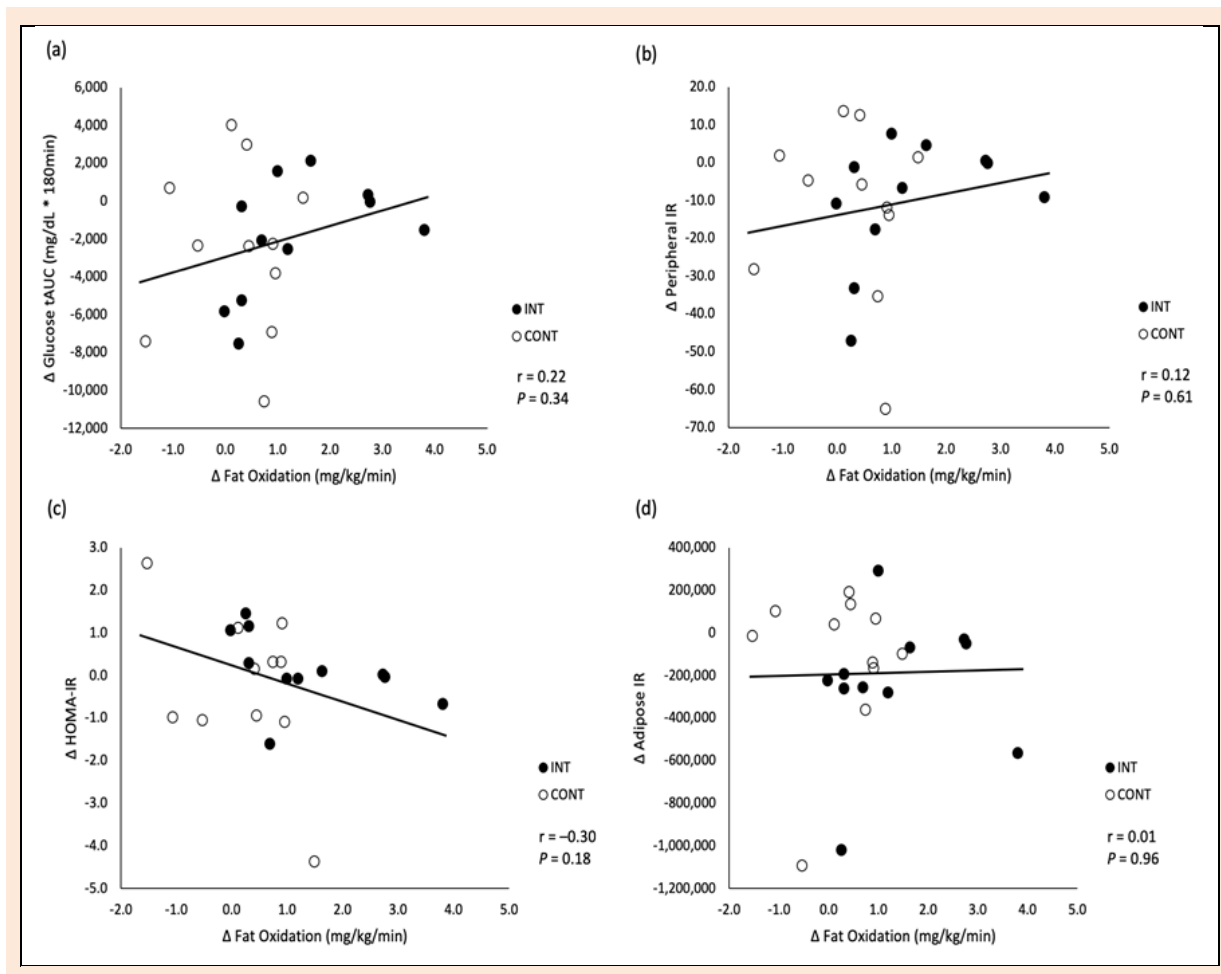 (a)
6,000
4,000
2,000
0
-2,000
-4,000
-6,000
-8,000
-10,000
-12,000
Δ Glucose tAUC (mg/dL * 180min)
-2.0 -1.0 0.0 1.0 2.0 3.0 4.0 5.0
Δ Fat Oxidation (mg/kg/min)
INT
CONT
r = 0.22
P = 0.34
(b)
20.0
10.0
0.0
-10.0
-20.0
-30.0
-40.0
-50.0
-60.0
-70.0
Δ Peripheral IR
-2.0 -1.0 0.0 1.0 2.0 3.0 4.0 5.0
Δ Fat Oxidation (mg/kg/min)
INT
CONT
r = 0.12
P = 0.61
(c)
3.0
2.0
1.0
0.0
-1.0
-2.0
-3.0
-4.0
-5.0
Δ HOMA-IR
-2.0 -1.0 0.0 1.0 2.0 3.0 4.0 5.0
Δ Fat Oxidation (mg/kg/min)
INT
CONT
r = –0.30
P = 0.18
(d)
400,000
200,000
0
-200,000
-400,000
-600,000
-800,000
-1,000,000
-1,200,000
Δ Adipose IR
-2.0 -1.0 0.0 1.0 2.0 3.0 4.0 5.0
Δ Fat Oxidation (mg/kg/min)
INT
CONT
r = 0.01
P = 0.96